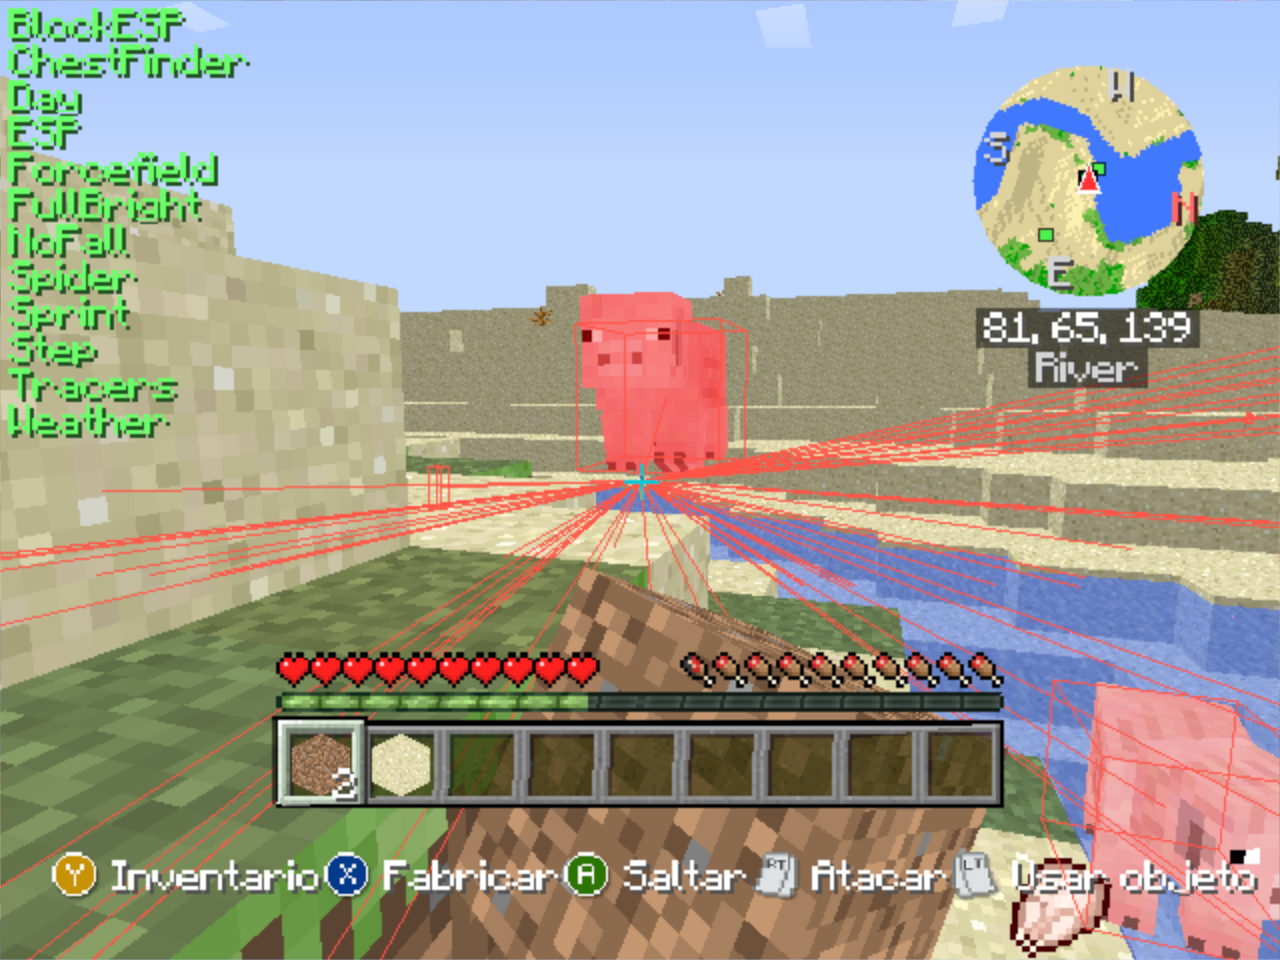 BlockESP
ChestFinder
Day
ESP
Forcefield
FullBright
NoFall
Spider
Sprint
Step
Tracers
Weather
W
S
N
E
81, 65, 139
River
3
Y Inventario X Fabricar A Saltar RT Atacar LT Usar objeto